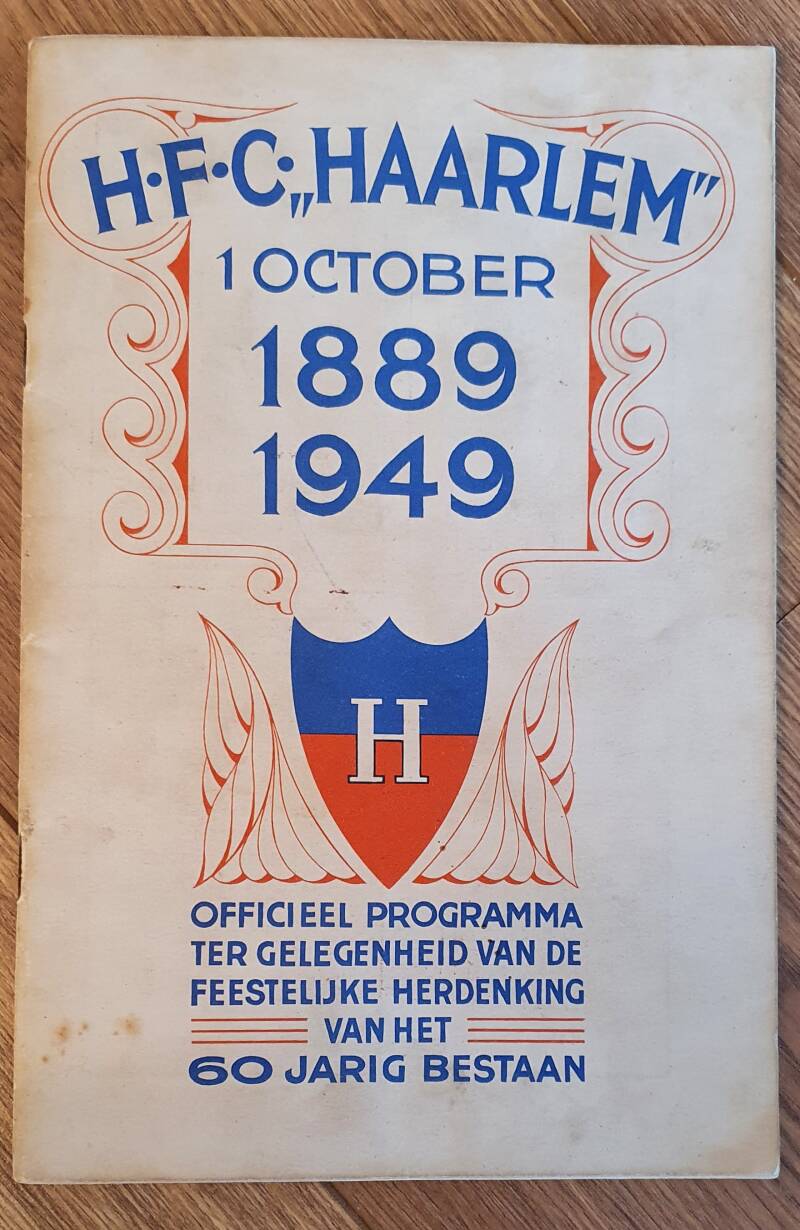 H·F·C·„HAARLEM”
1 OCTOBER
1889
1949
H
OFFICIEEL PROGRAMMA
TER GELEGENHEID VAN DE
FEESTELIJKE HERDENKING
VAN HET
60 JARIG BESTAAN